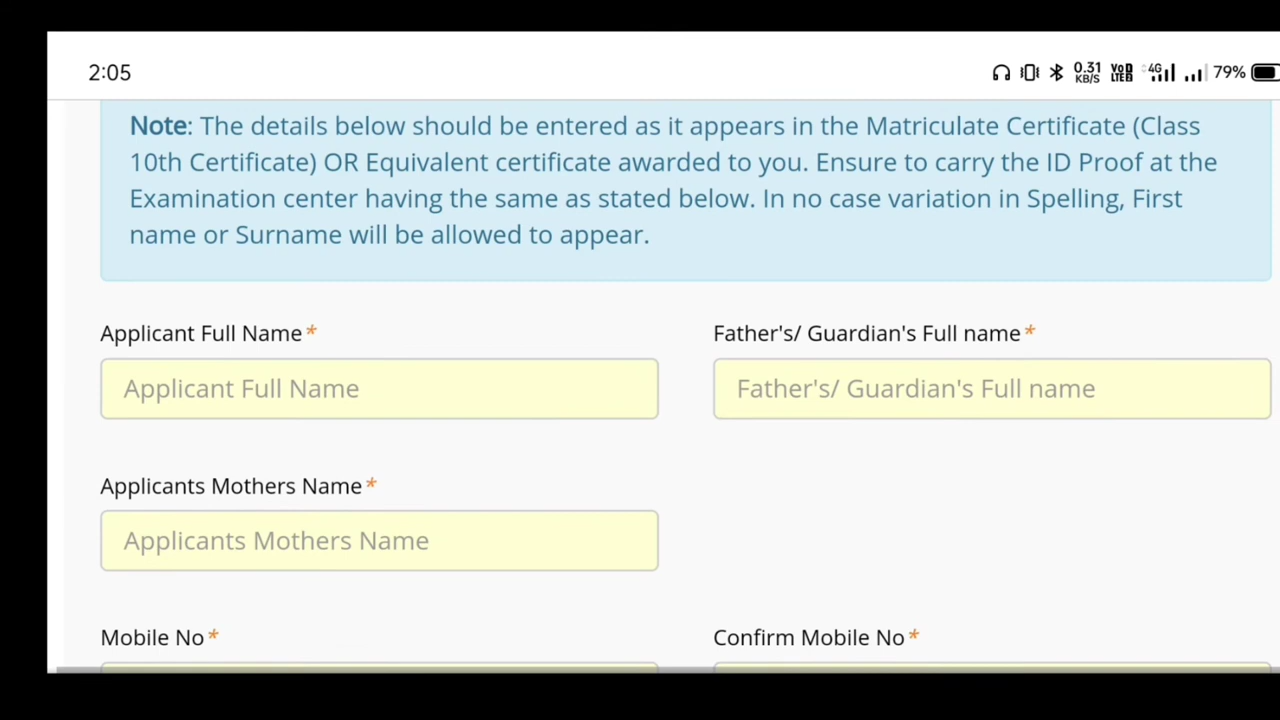 2:05 0.31 KB/S VoD LTE2 4G 79%
Note: The details below should be entered as it appears in the Matriculate Certificate (Class
10th Certificate) OR Equivalent certificate awarded to you. Ensure to carry the ID Proof at the
Examination center having the same as stated below. In no case variation in Spelling, First
name or Surname will be allowed to appear.
Applicant Full Name* Father's/ Guardian's Full name*
Applicant Full Name Father's/ Guardian's Full name
Applicants Mothers Name*
Applicants Mothers Name
Mobile No* Confirm Mobile No*